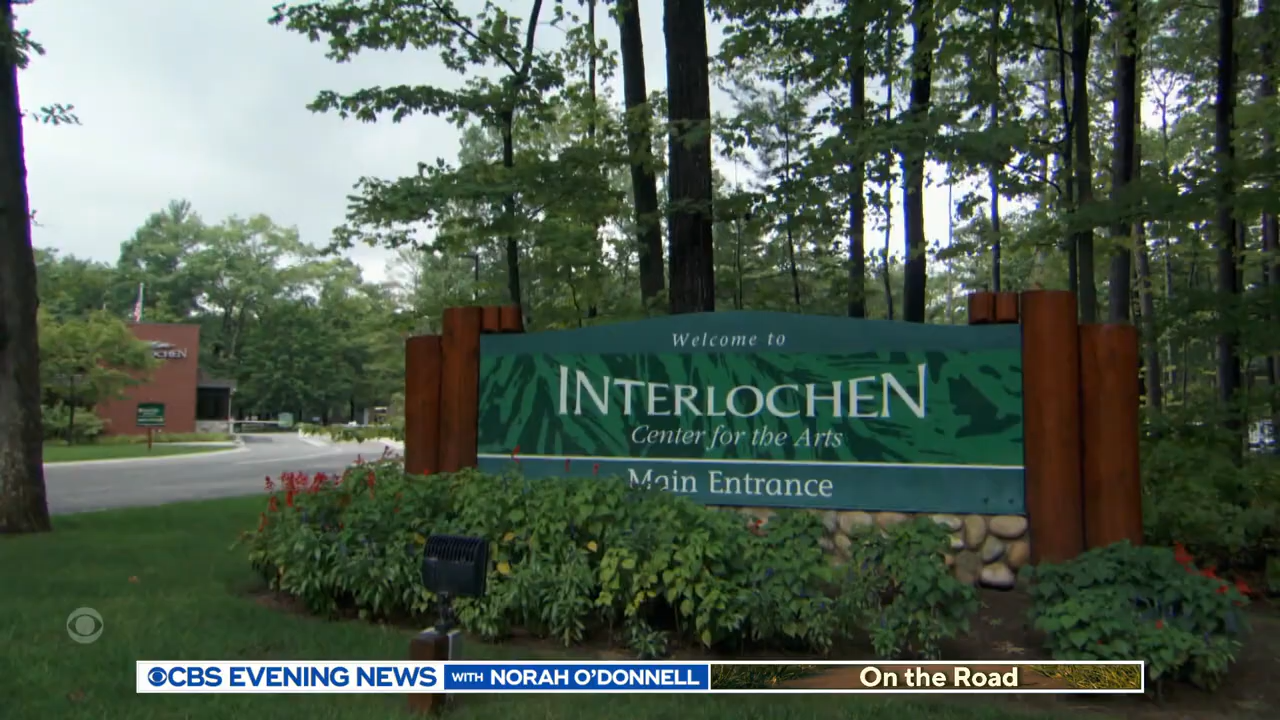 Welcome to
INTERLOCHEN
Center for the Arts
Main Entrance
CBS EVENING NEWS WITH NORAH O'DONNELL On the Road